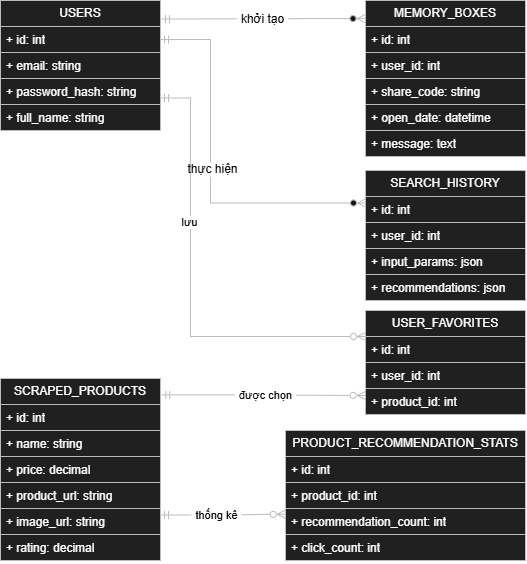 USERS
+ id: int
+ email: string
+ password_hash: string
+ full_name: string
khởi tạo
MEMORY_BOXES
+ id: int
+ user_id: int
+ share_code: string
+ open_date: datetime
+ message: text
thực hiện
SEARCH_HISTORY
+ id: int
+ user_id: int
+ input_params: json
+ recommendations: json
lưu
USER_FAVORITES
+ id: int
+ user_id: int
+ product_id: int
SCRAPED_PRODUCTS
+ id: int
+ name: string
+ price: decimal
+ product_url: string
+ image_url: string
+ rating: decimal
được chọn
thống kê
PRODUCT_RECOMMENDATION_STATS
+ id: int
+ product_id: int
+ recommendation_count: int
+ click_count: int